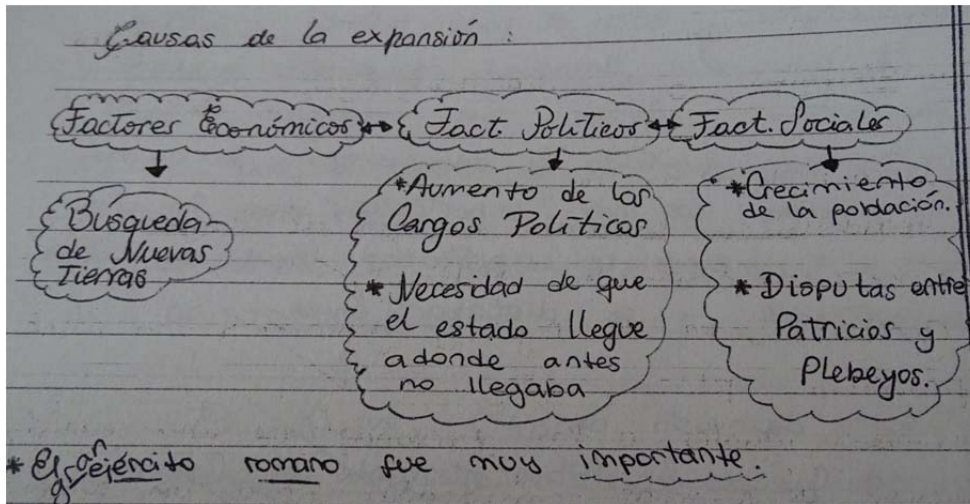 Causas de la expansión :
Factores Económicos ↔ Fact Políticos ↔ Fact. Sociales
Busqueda
de Nuevas
Tierras
*Aumento de los
Cargos Políticos
* Necesidad de que
el estado llegue
adonde antes
no llegaba
*Crecimiento
de la población.
* Disputas entre
Patricios y
Plebeyos.
* El gran ejército romano fue muy importante.